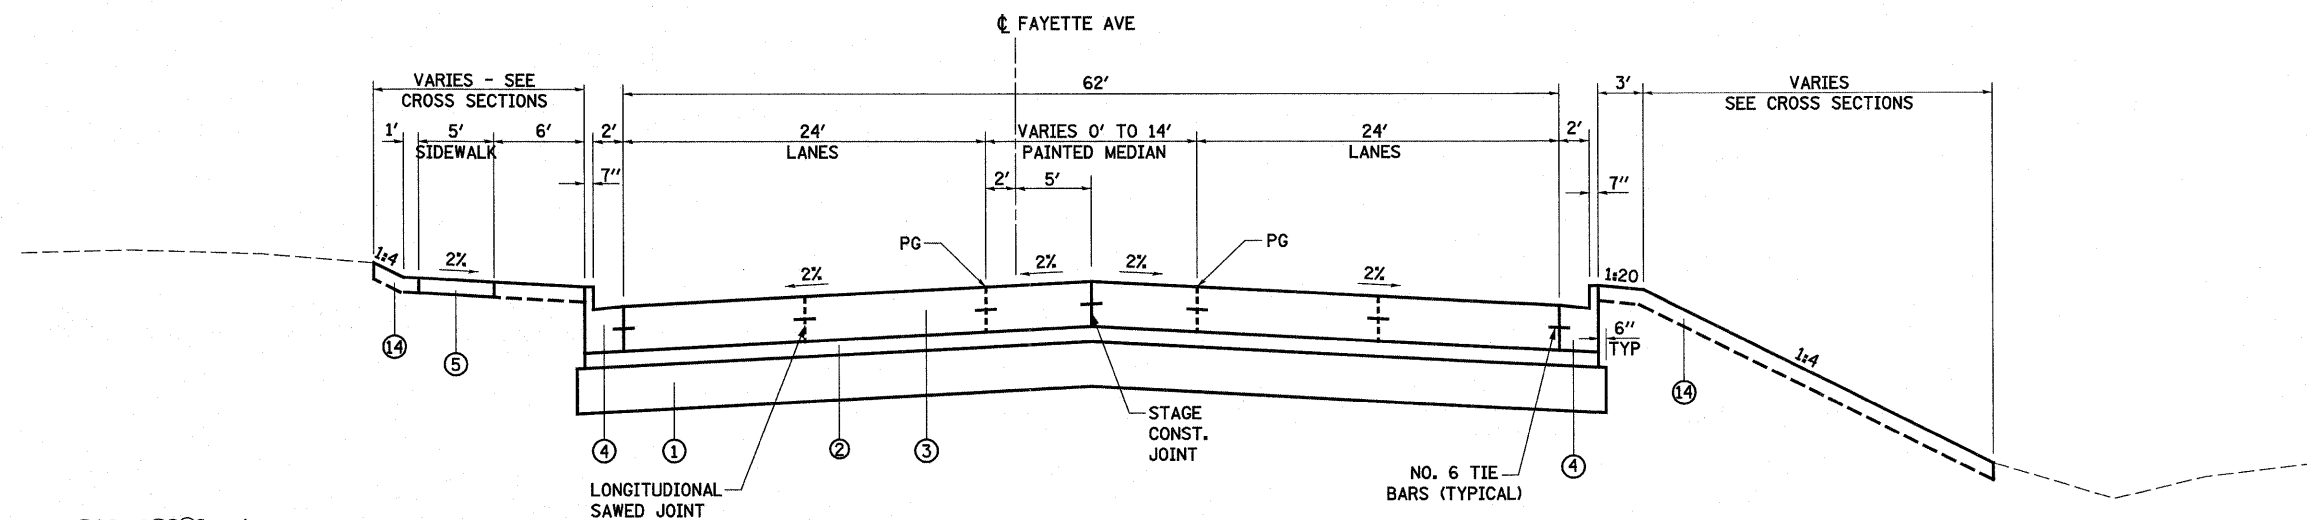 ℄ FAYETTE AVE
VARIES - SEE
CROSS SECTIONS
62'
3'
VARIES
SEE CROSS SECTIONS
1'
5'
SIDEWALK
6'
2'
24'
LANES
VARIES 0' TO 14'
PAINTED MEDIAN
24'
LANES
2'
7"
2'
5'
7"
PG
PG
1:4
2%
2%
2%
2%
2%
1:20
6"
TYP
1:4
14
5
14
4
1
2
3
4
STAGE
CONST.
JOINT
LONGITUDIONAL
SAWED JOINT
NO. 6 TIE
BARS (TYPICAL)